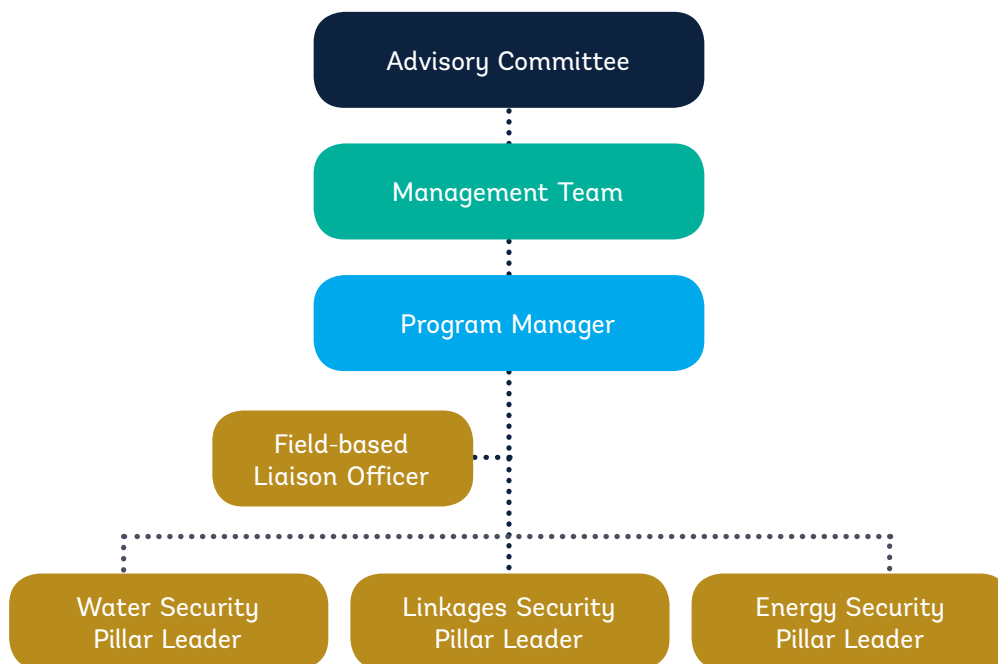 Advisory Committee
Management Team
Program Manager
Field-based
Liaison Officer
Water Security
Pillar Leader
Linkages Security
Pillar Leader
Energy Security
Pillar Leader